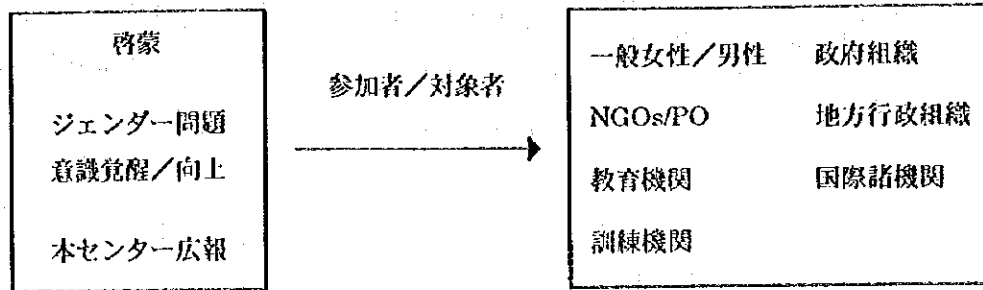 啓蒙
ジェンダー問題
意識覚醒/向上
本センター広報
参加者/対象者
一般女性/男性 政府組織
NGOs/PO 地方行政組織
教育機関 国際諸機関
訓練機関